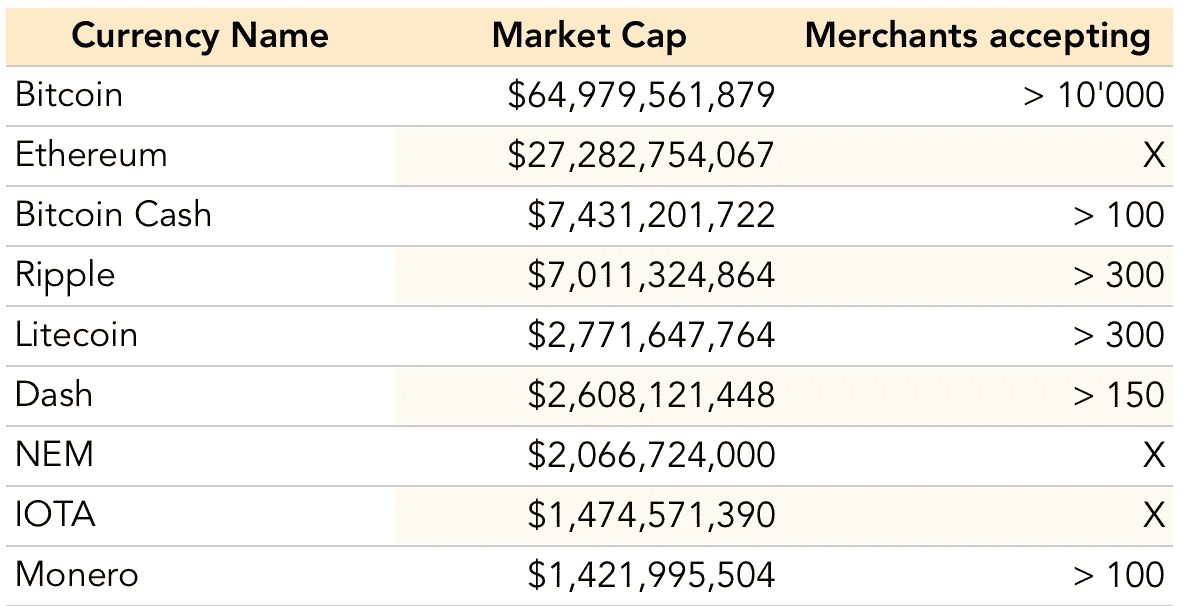 Currency Name Market Cap Merchants accepting
Bitcoin $64,979,561,879 > 10'000
Ethereum $27,282,754,067 X
Bitcoin Cash $7,431,201,722 > 100
Ripple $7,011,324,864 > 300
Litecoin $2,771,647,764 > 300
Dash $2,608,121,448 > 150
NEM $2,066,724,000 X
IOTA $1,474,571,390 X
Monero $1,421,995,504 > 100